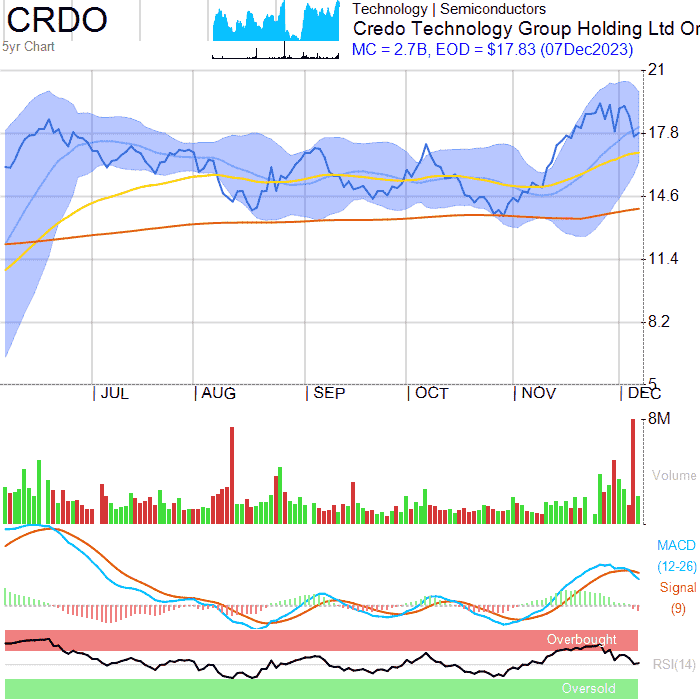 CRDO
5yr Chart
Technology | Semiconductors
Credo Technology Group Holding Ltd Or
MC = 2.7B, EOD = $17.83 (07Dec2023)
21
17.8
14.6
11.4
8.2
5
JUL
AUG
SEP
OCT
NOV
DEC
8M
Volume
MACD
(12-26)
Signal
(9)
Overbought
RSI(14)
Oversold